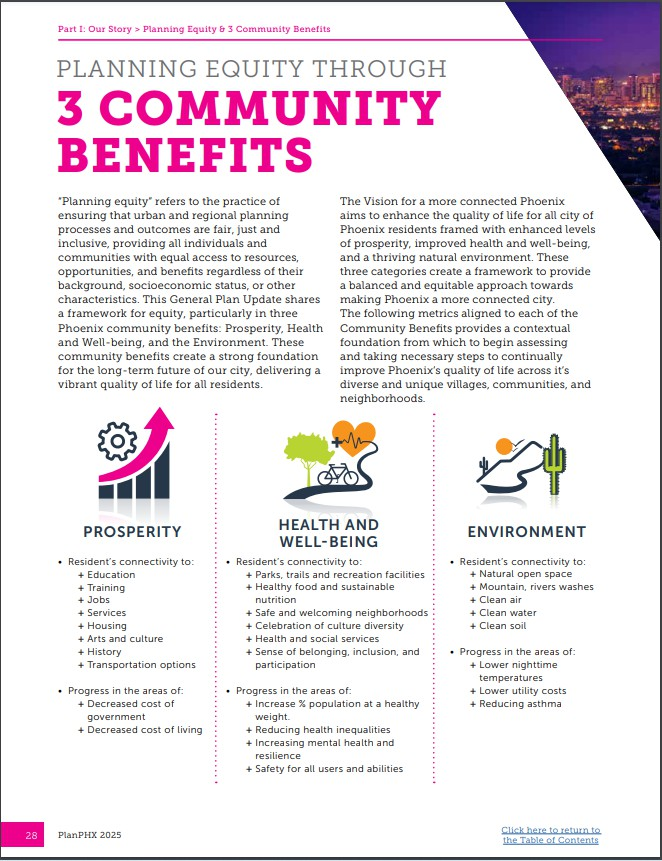 Part I: Our Story > Planning Equity & 3 Community Benefits
PLANNING EQUITY THROUGH
3 COMMUNITY
BENEFITS
“Planning equity” refers to the practice of
ensuring that urban and regional planning
processes and outcomes are fair, just and
inclusive, providing all individuals and
communities with equal access to resources,
opportunities, and benefits regardless of their
background, socioeconomic status, or other
characteristics. This General Plan Update shares
a framework for equity, particularly in three
Phoenix community benefits: Prosperity, Health
and Well-being, and the Environment. These
community benefits create a strong foundation
for the long-term future of our city, delivering a
vibrant quality of life for all residents.
The Vision for a more connected Phoenix
aims to enhance the quality of life for all city of
Phoenix residents framed with enhanced levels
of prosperity, improved health and well-being,
and a thriving natural environment. These
three categories create a framework to provide
a balanced and equitable approach towards
making Phoenix a more connected city.
The following metrics aligned to each of the
Community Benefits provides a contextual
foundation from which to begin assessing
and taking necessary steps to continually
improve Phoenix’s quality of life across it’s
diverse and unique villages, communities, and
neighborhoods.
PROSPERITY
• Resident’s connectivity to:
+ Education
+ Training
+ Jobs
+ Services
+ Housing
+ Arts and culture
+ History
+ Transportation options
• Progress in the areas of:
+ Decreased cost of
government
+ Decreased cost of living
HEALTH AND
WELL-BEING
• Resident’s connectivity to:
+ Parks, trails and recreation facilities
+ Healthy food and sustainable
nutrition
+ Safe and welcoming neighborhoods
+ Celebration of culture diversity
+ Health and social services
+ Sense of belonging, inclusion, and
participation
• Progress in the areas of:
+ Increase % population at a healthy
weight.
+ Reducing health inequalities
+ Increasing mental health and
resilience
+ Safety for all users and abilities
ENVIRONMENT
• Resident’s connectivity to:
+ Natural open space
+ Mountain, rivers washes
+ Clean air
+ Clean water
+ Clean soil
• Progress in the areas of:
+ Lower nighttime
temperatures
+ Lower utility costs
+ Reducing asthma
28
PlanPHX 2025
Click here to return to
the Table of Contents